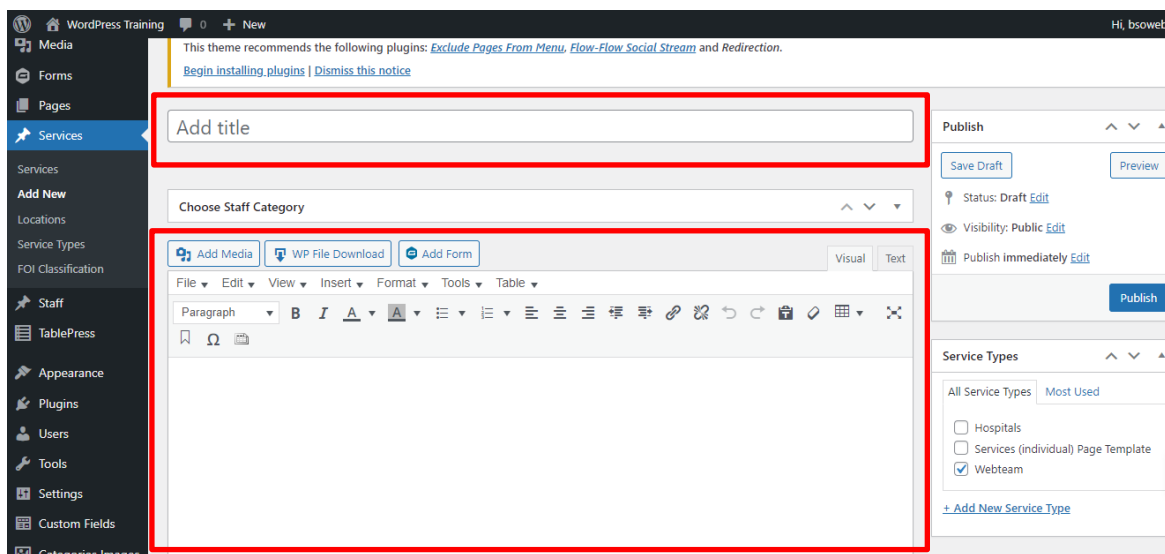 WordPress Training 0 + New Hi, bsoweb
Media
Forms
Pages
Services
Services
Add New
Locations
Service Types
FOI Classification
Staff
TablePress
Appearance
Plugins
Users
Tools
Settings
Custom Fields
Categories Images
This theme recommends the following plugins: Exclude Pages From Menu, Flow-Flow Social Stream and Redirection.
Begin installing plugins | Dismiss this notice
Add title
Choose Staff Category
Add Media WP File Download Add Form Visual Text
File Edit View Insert Format Tools Table
Paragraph B I A A
Ω
Publish
Save Draft Preview
Status: Draft Edit
Visibility: Public Edit
Publish immediately Edit
Publish
Service Types
All Service Types Most Used
Hospitals
Services (individual) Page Template
Webteam
+ Add New Service Type